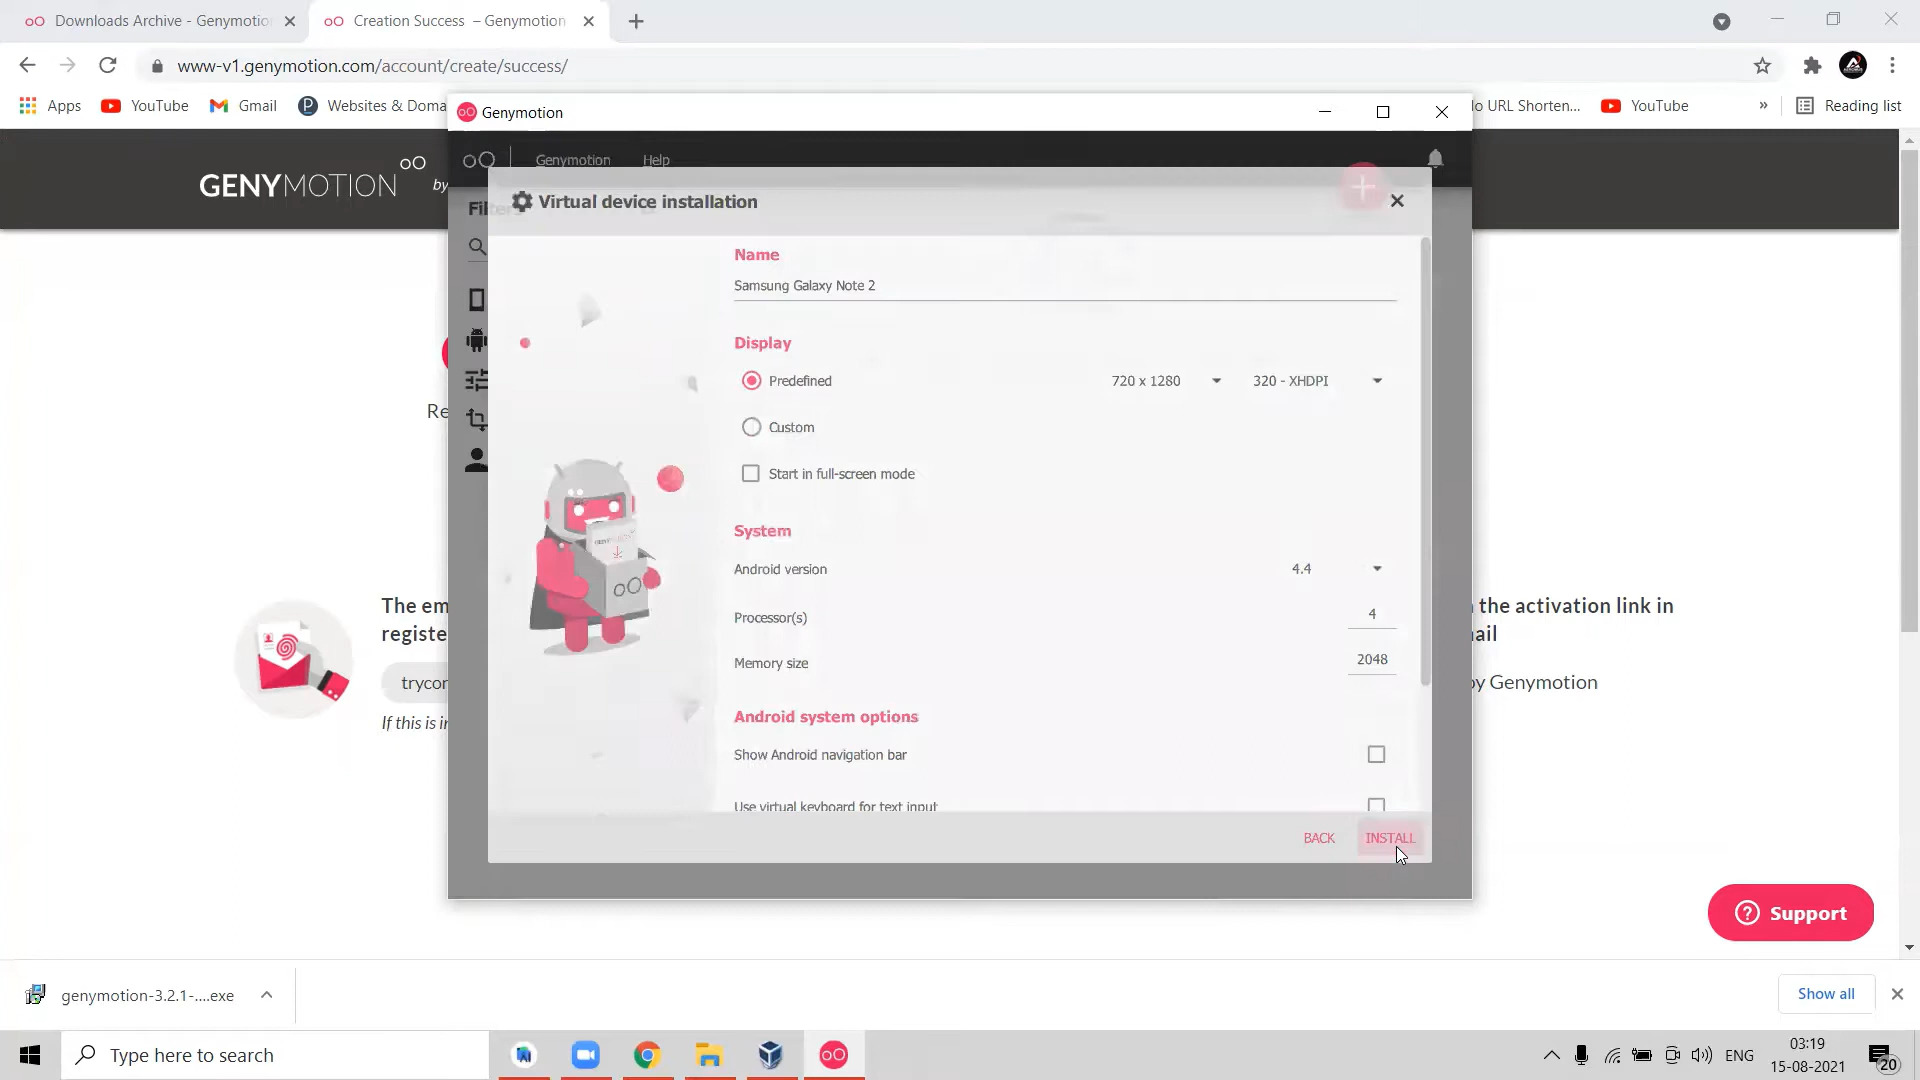 Downloads Archive - Genymotio
Creation Success – Genymotion
www-v1.genymotion.com/account/create/success/
Apps
YouTube
Gmail
Websites & Doma
o URL Shorten...
YouTube
»
Reading list
Genymotion
GENYMOTION
by
Genymotion
Help
Virtual device installation
Name
Samsung Galaxy Note 2
Display
Predefined
720 x 1280
320 - XHDPI
Custom
Start in full-screen mode
System
Android version
4.4
Processor(s)
4
Memory size
2048
Android system options
Show Android navigation bar
Use virtual keyboard for text input
BACK
INSTALL
Re
The em
registe
trycor
If this is i
the activation link in
ail
by Genymotion
Support
genymotion-3.2.1-....exe
Show all
Type here to search
ENG
03:19
15-08-2021
20